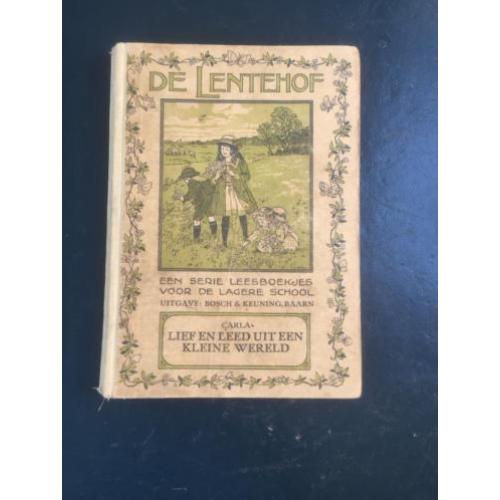 DE LENTEHOF
EEN SERIE LEESBOEKJES
VOOR DE LAGERE SCHOOL
UITGAVE: BOSCH & KEUNING, BAARN
CARLA
LIEF EN LEED UIT EEN
KLEINE WERELD